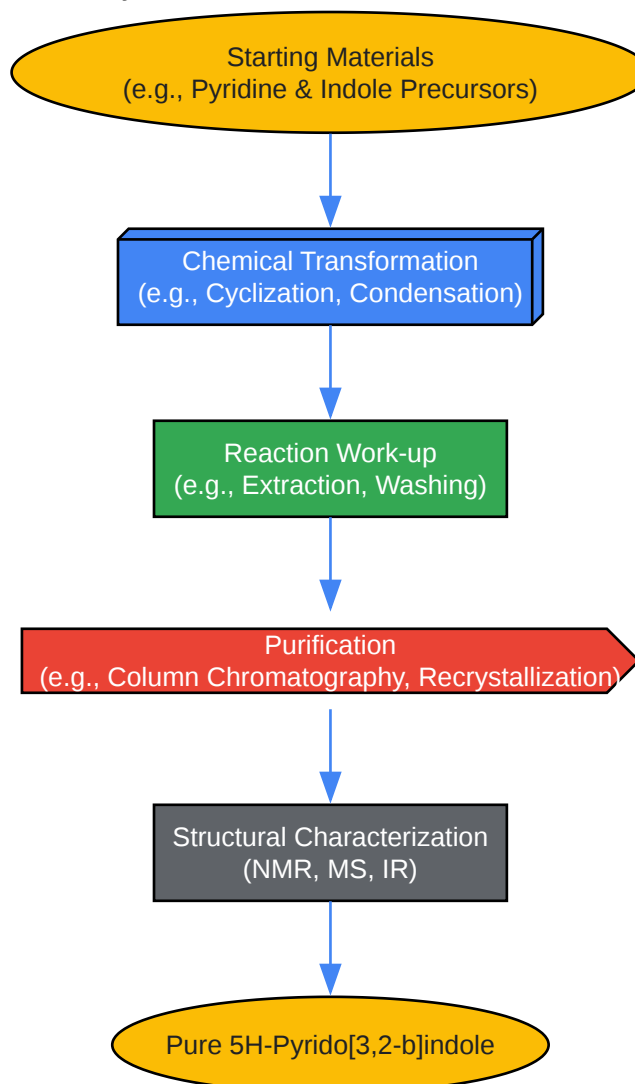 Starting Materials
(e.g., Pyridine & Indole Precursors)
Chemical Transformation
(e.g., Cyclization, Condensation)
Reaction Work-up
(e.g., Extraction, Washing)
Purification
(e.g., Column Chromatography, Recrystallization)
Structural Characterization
(NMR, MS, IR)
Pure 5H-Pyrido[3,2-b]indole